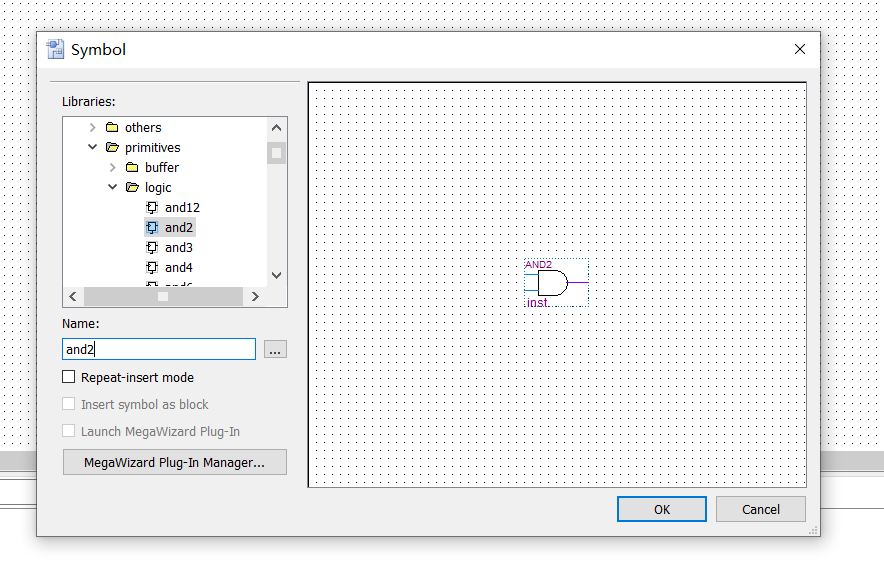 Symbol
Libraries:
others
primitives
buffer
logic
and12
and2
and3
and4
Name:
and2
...
Repeat-insert mode
Insert symbol as block
Launch MegaWizard Plug-In
MegaWizard Plug-In Manager...
AND2
inst
OK
Cancel